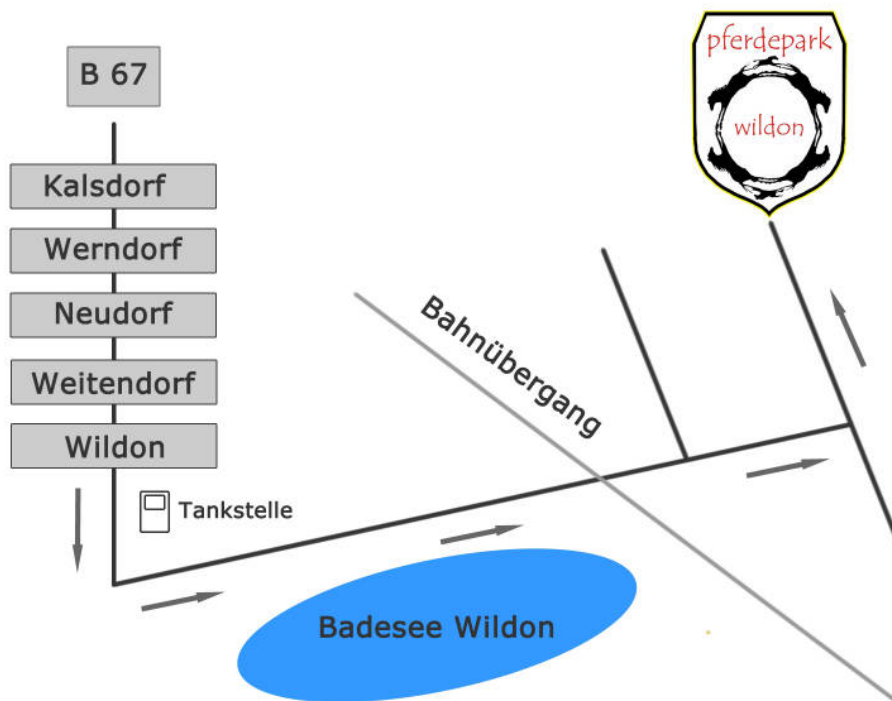 B 67
Kalsdorf
Werndorf
Neudorf
Weitendorf
Wildon
Tankstelle
Bahnübergang
Badesee Wildon
pferdepark
wildon